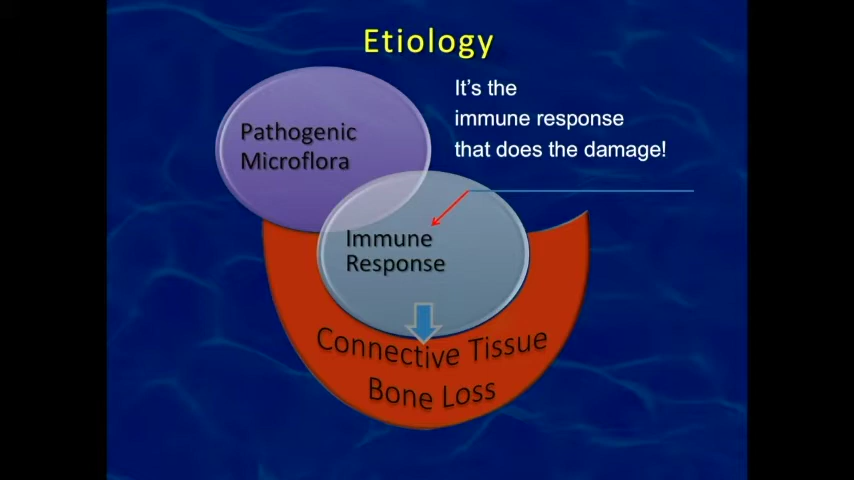 Etiology
It's the
immune response
that does the damage!
Pathogenic
Microflora
Immune
Response
Connective Tissue
Bone Loss